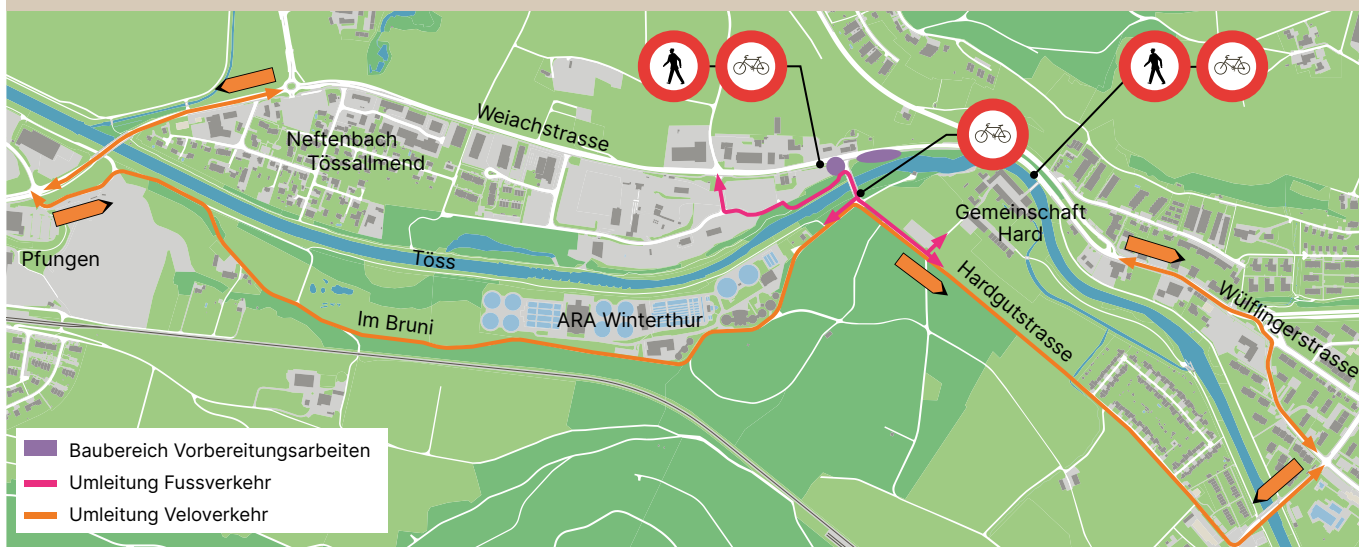 Weiachstrasse
Neftenbach
Tössallmend
Gemeinschaft
Hard
Pfungen
Töss
Hardgutstrasse
Wülflingerstrasse
Im Bruni
ARA Winterthur
Baubereich Vorbereitungsarbeiten
Umleitung Fussverkehr
Umleitung Veloverkehr